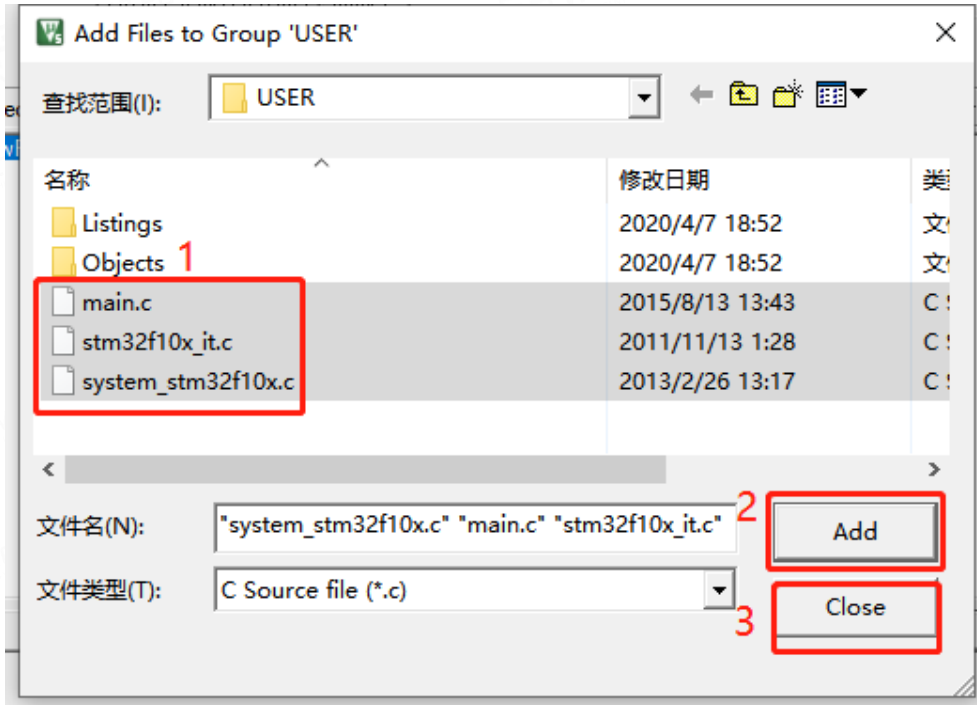 Add Files to Group 'USER'
查找范围(I): USER
名称 修改日期
Listings 2020/4/7 18:52
Objects 1 2020/4/7 18:52
main.c 2015/8/13 13:43 C
stm32f10x_it.c 2011/11/13 1:28 C
system_stm32f10x.c 2013/2/26 13:17 C
文件名(N): "system_stm32f10x.c" "main.c" "stm32f10x_it.c" 2 Add
文件类型(T): C Source file (*.c) 3 Close